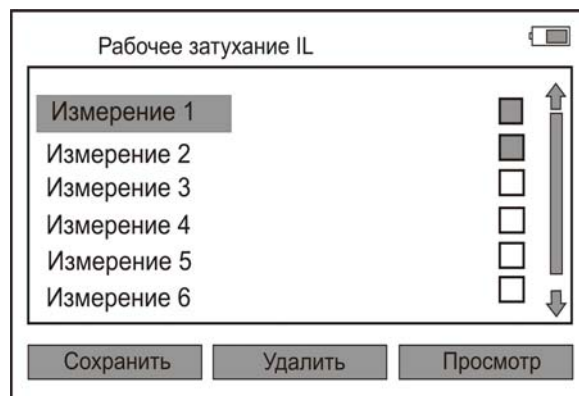 Рабочее затухание IL
Измерение 1
Измерение 2
Измерение 3
Измерение 4
Измерение 5
Измерение 6
Сохранить Удалить Просмотр